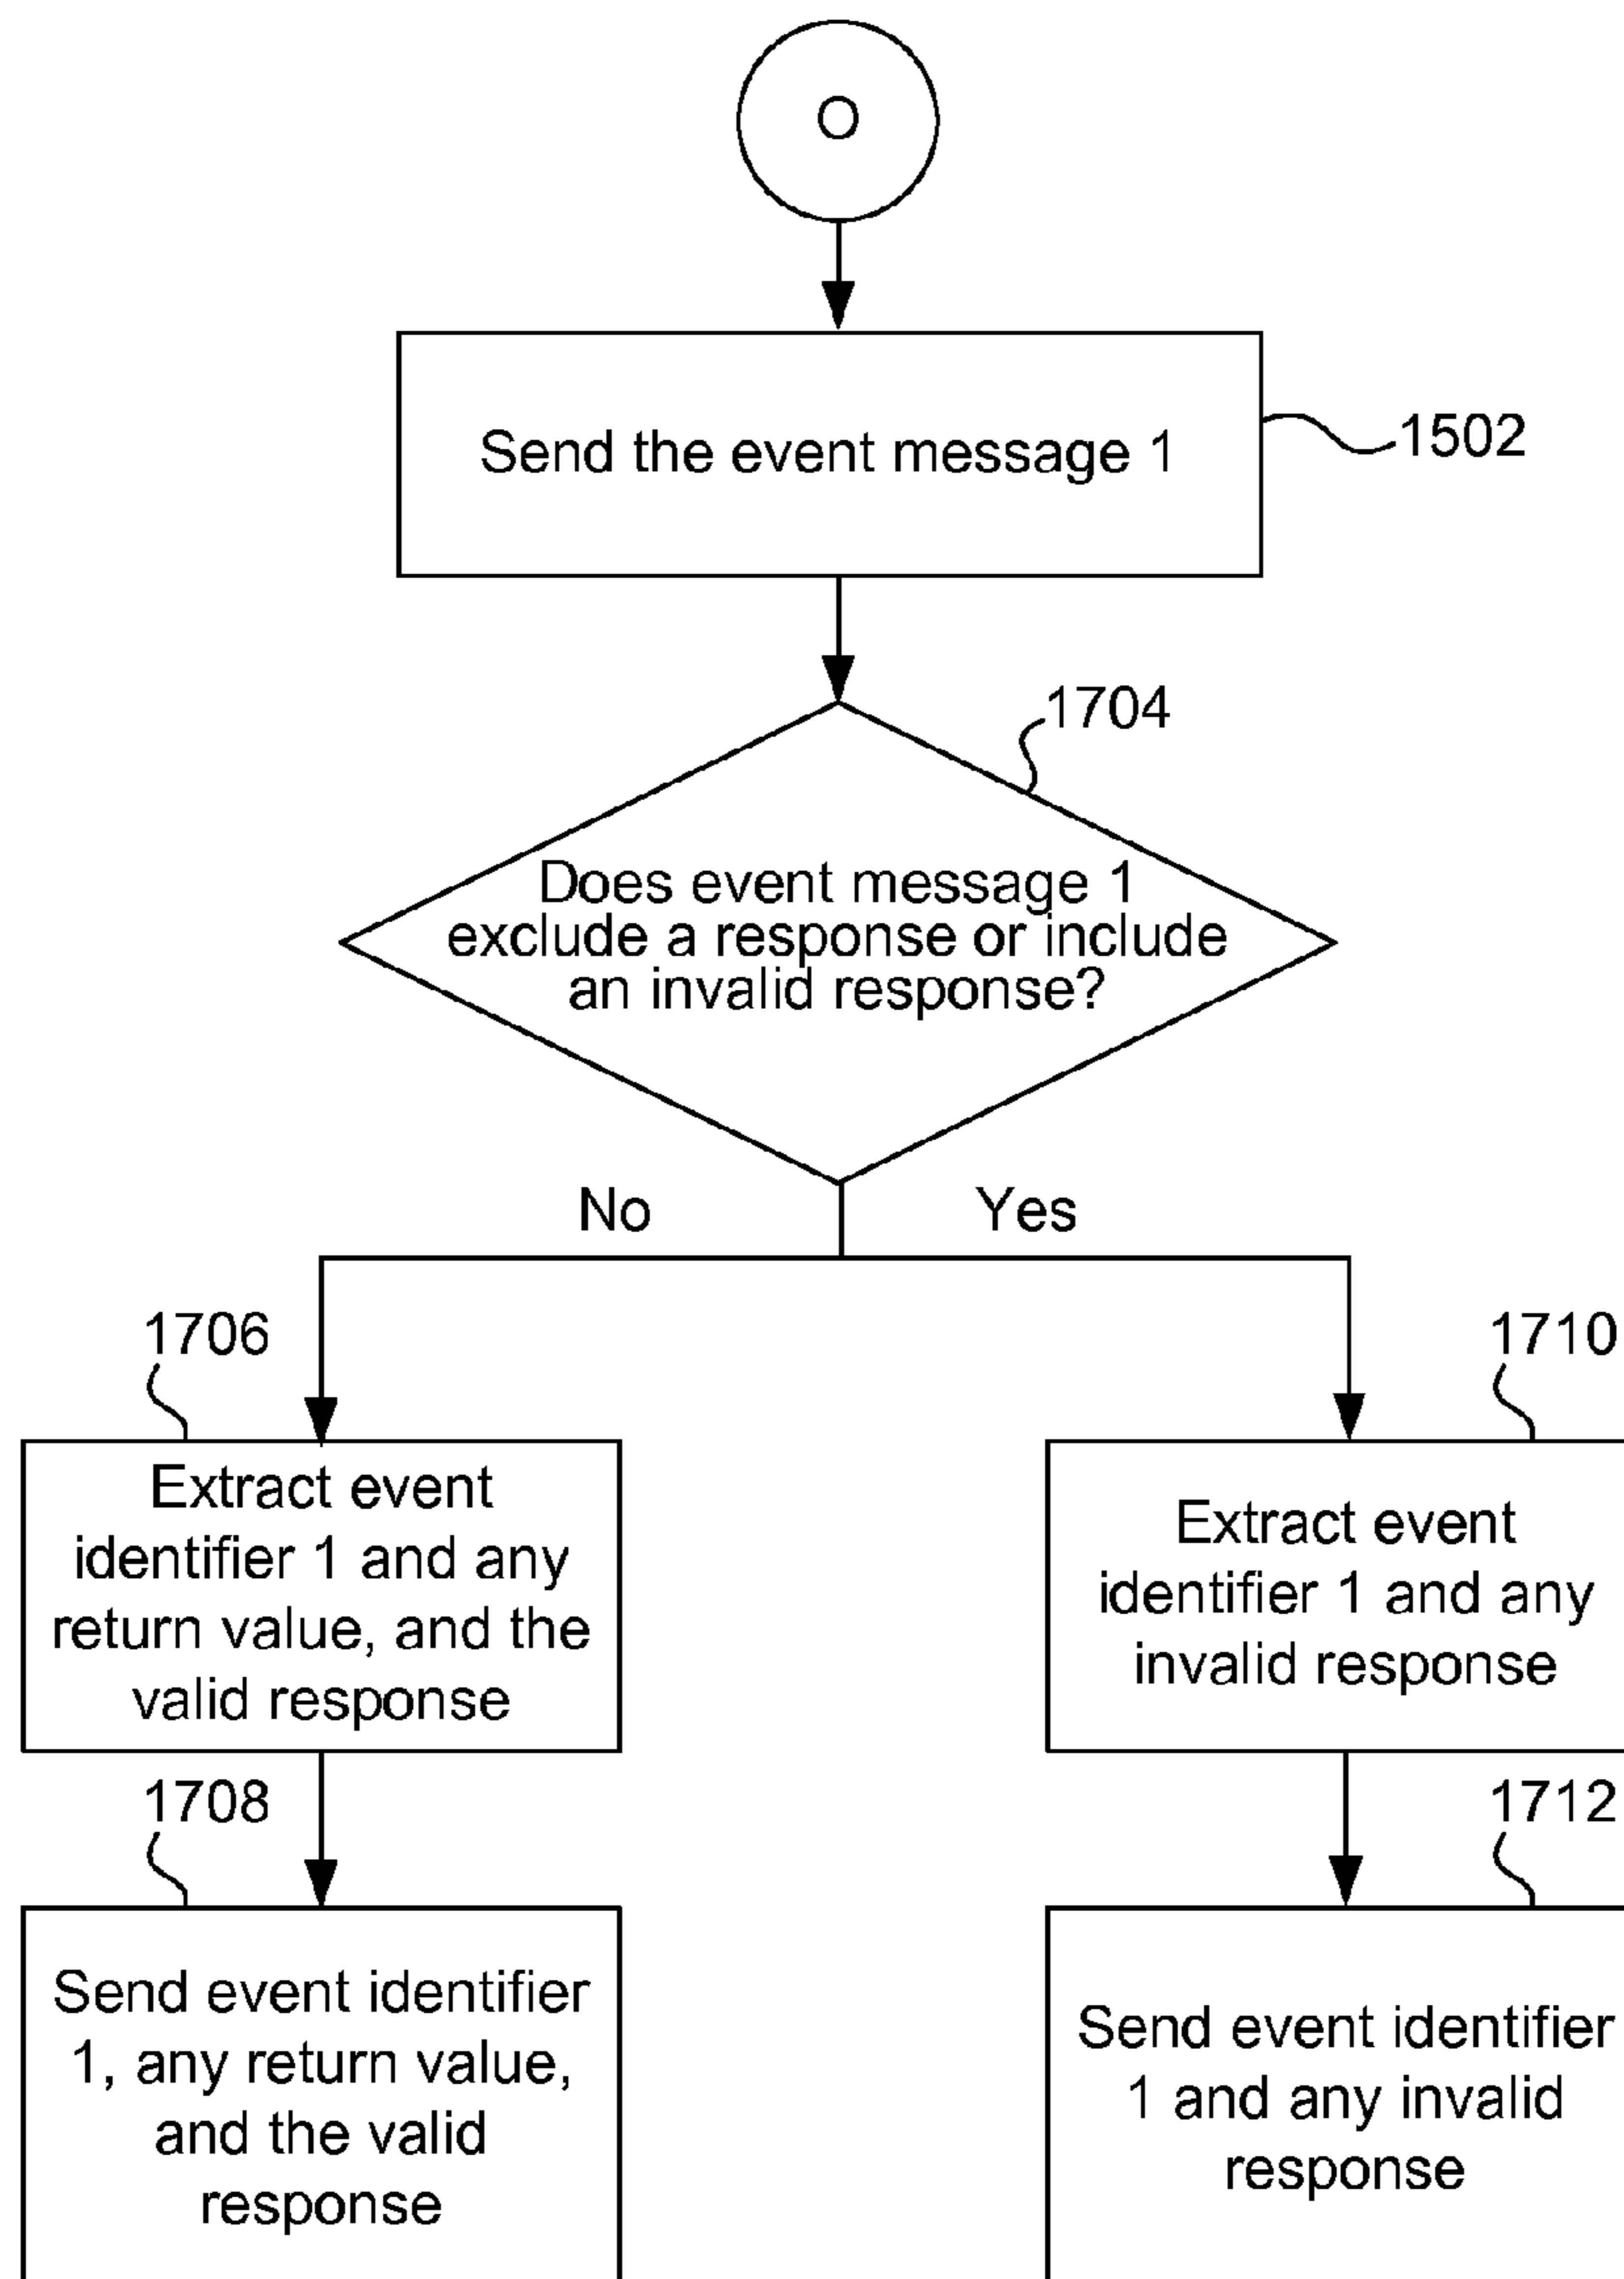 O
Send the event message 1
1502
1704
Does event message 1
exclude a response or include
an invalid response?
No
Yes
1706
Extract event
identifier 1 and any
return value, and the
valid response
1710
Extract event
identifier 1 and any
invalid response
1708
Send event identifier
1, any return value,
and the valid
response
1712
Send event identifier
1 and any invalid
response